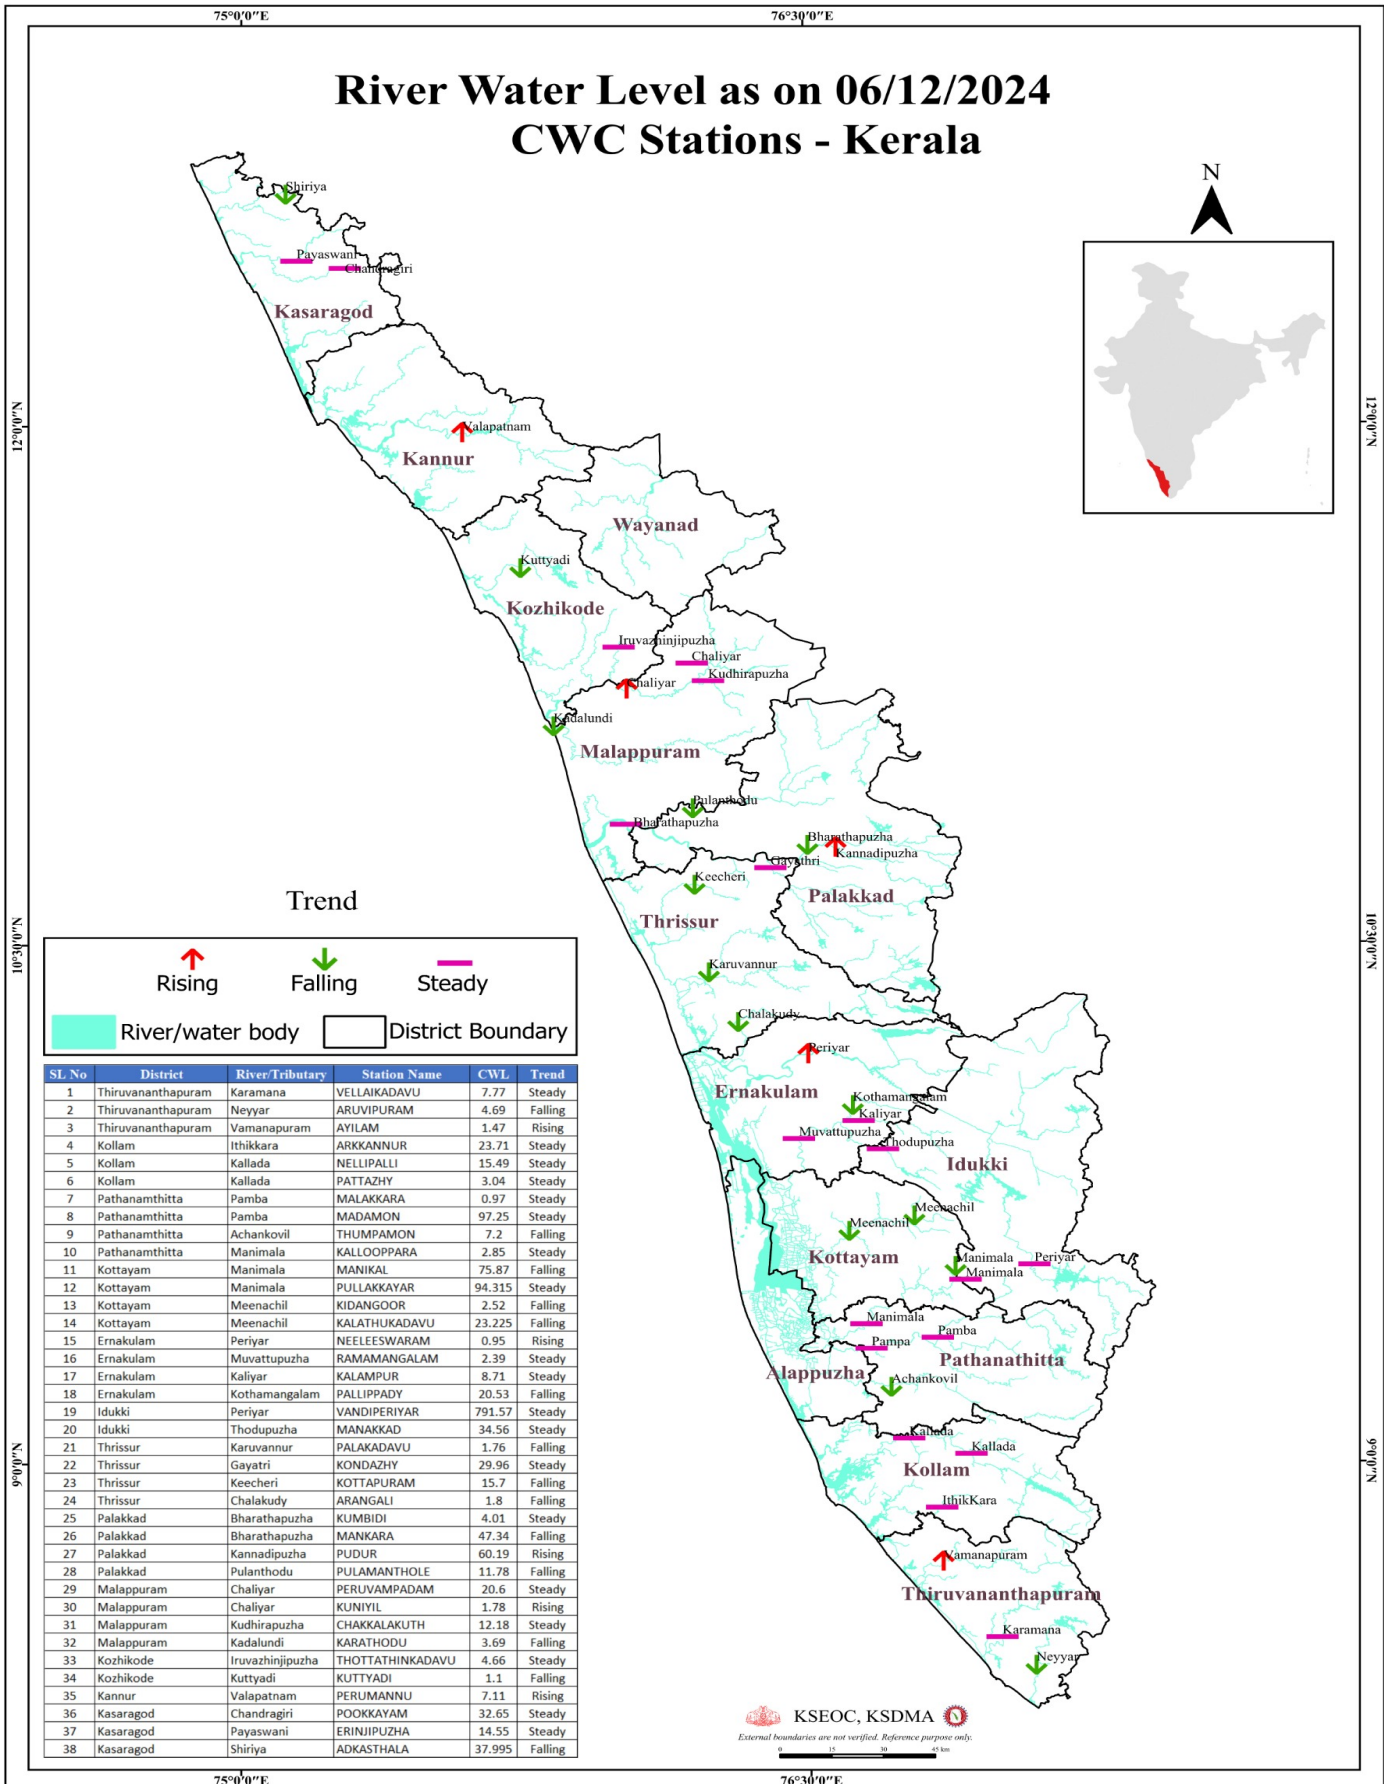 75°0'0"E 76°30'0"E
River Water Level as on 06/12/2024
CWC Stations - Kerala
N
Shiriya
Payaswani
Chandragiri
Kasaragod
12°0'0"N 12°0'0"N
Valapatnam
Kannur
Wayanad
Kuttyadi
Kozhikode
Iruvazhinjipuzha
Chaliyar
Kudhirapuzha
Chaliyar
Kadalundi
Malappuram
Pulanthodu
Bharathapuzha
Bharathapuzha
Kannadipuzha
Gayathri
Keecheri
Palakkad
Thrissur
10°30'0"N 10°30'0"N
Karuvannur
Chalakudy
Periyar
Ernakulam
Kothamangalam
Kaliyar
Muvattupuzha
Thodupuzha
Idukki
Meenachil
Meenachil
Kottayam
Manimala
Periyar
Manimala
Manimala
Pamba
Pampa
Pathanathitta
Alappuzha
Achankovil
Kallada
Kallada
Kollam
9°0'0"N 9°0'0"N
IthikKara
Vamanapuram
Thiruvananthapuram
Karamana
Neyyar
Trend
Rising Falling Steady
River/water body District Boundary
SL No District River/Tributary Station Name CWL Trend
1 Thiruvananthapuram Karamana VELLAIKADAVU 7.77 Steady
2 Thiruvananthapuram Neyyar ARUVIPURAM 4.69 Falling
3 Thiruvananthapuram Vamanapuram AYILAM 1.47 Rising
4 Kollam Ithikkara ARKKANNUR 23.71 Steady
5 Kollam Kallada NELLIPALLI 15.49 Steady
6 Kollam Kallada PATTAZHY 3.04 Steady
7 Pathanamthitta Pamba MALAKKARA 0.97 Steady
8 Pathanamthitta Pamba MADAMON 97.25 Steady
9 Pathanamthitta Achankovil THUMPAMON 7.2 Falling
10 Pathanamthitta Manimala KALLOOPPARA 2.85 Steady
11 Kottayam Manimala MANIKAL 75.87 Falling
12 Kottayam Manimala PULLAKKAYAR 94.315 Steady
13 Kottayam Meenachil KIDANGOOR 2.52 Falling
14 Kottayam Meenachil KALATHUKADAVU 23.225 Falling
15 Ernakulam Periyar NEELEESWARAM 0.95 Rising
16 Ernakulam Muvattupuzha RAMAMANGALAM 2.39 Steady
17 Ernakulam Kaliyar KALAMPUR 8.71 Steady
18 Ernakulam Kothamangalam PALLIPPADY 20.53 Falling
19 Idukki Periyar VANDIPERIYAR 791.57 Steady
20 Idukki Thodupuzha MANAKKAD 34.56 Steady
21 Thrissur Karuvannur PALAKADAVU 1.76 Falling
22 Thrissur Gayatri KONDAZHY 29.96 Steady
23 Thrissur Keecheri KOTTAPURAM 15.7 Falling
24 Thrissur Chalakudy ARANGALI 1.8 Falling
25 Palakkad Bharathapuzha KUMBIDI 4.01 Steady
26 Palakkad Bharathapuzha MANKARA 47.34 Falling
27 Palakkad Kannadipuzha PUDUR 60.19 Rising
28 Palakkad Pulanthodu PULAMANTHOLE 11.78 Falling
29 Malappuram Chaliyar PERUVAMPADAM 20.6 Steady
30 Malappuram Chaliyar KUNIYIL 1.78 Rising
31 Malappuram Kudhirapuzha CHAKKALAKUTH 12.18 Steady
32 Malappuram Kadalundi KARATHODU 3.69 Falling
33 Kozhikode Iruvazhinjipuzha THOTTATHINKADAVU 4.66 Steady
34 Kozhikode Kuttyadi KUTTYADI 1.1 Falling
35 Kannur Valapatnam PERUMANNU 7.11 Rising
36 Kasaragod Chandragiri POOKKAYAM 32.65 Steady
37 Kasaragod Payaswani ERINJIPUZHA 14.55 Steady
38 Kasaragod Shiriya ADKASTHALA 37.995 Falling
KSEOC, KSDMA
External boundaries are not verified. Reference purpose only.
0 15 30 45 km
75°0'0"E 76°30'0"E